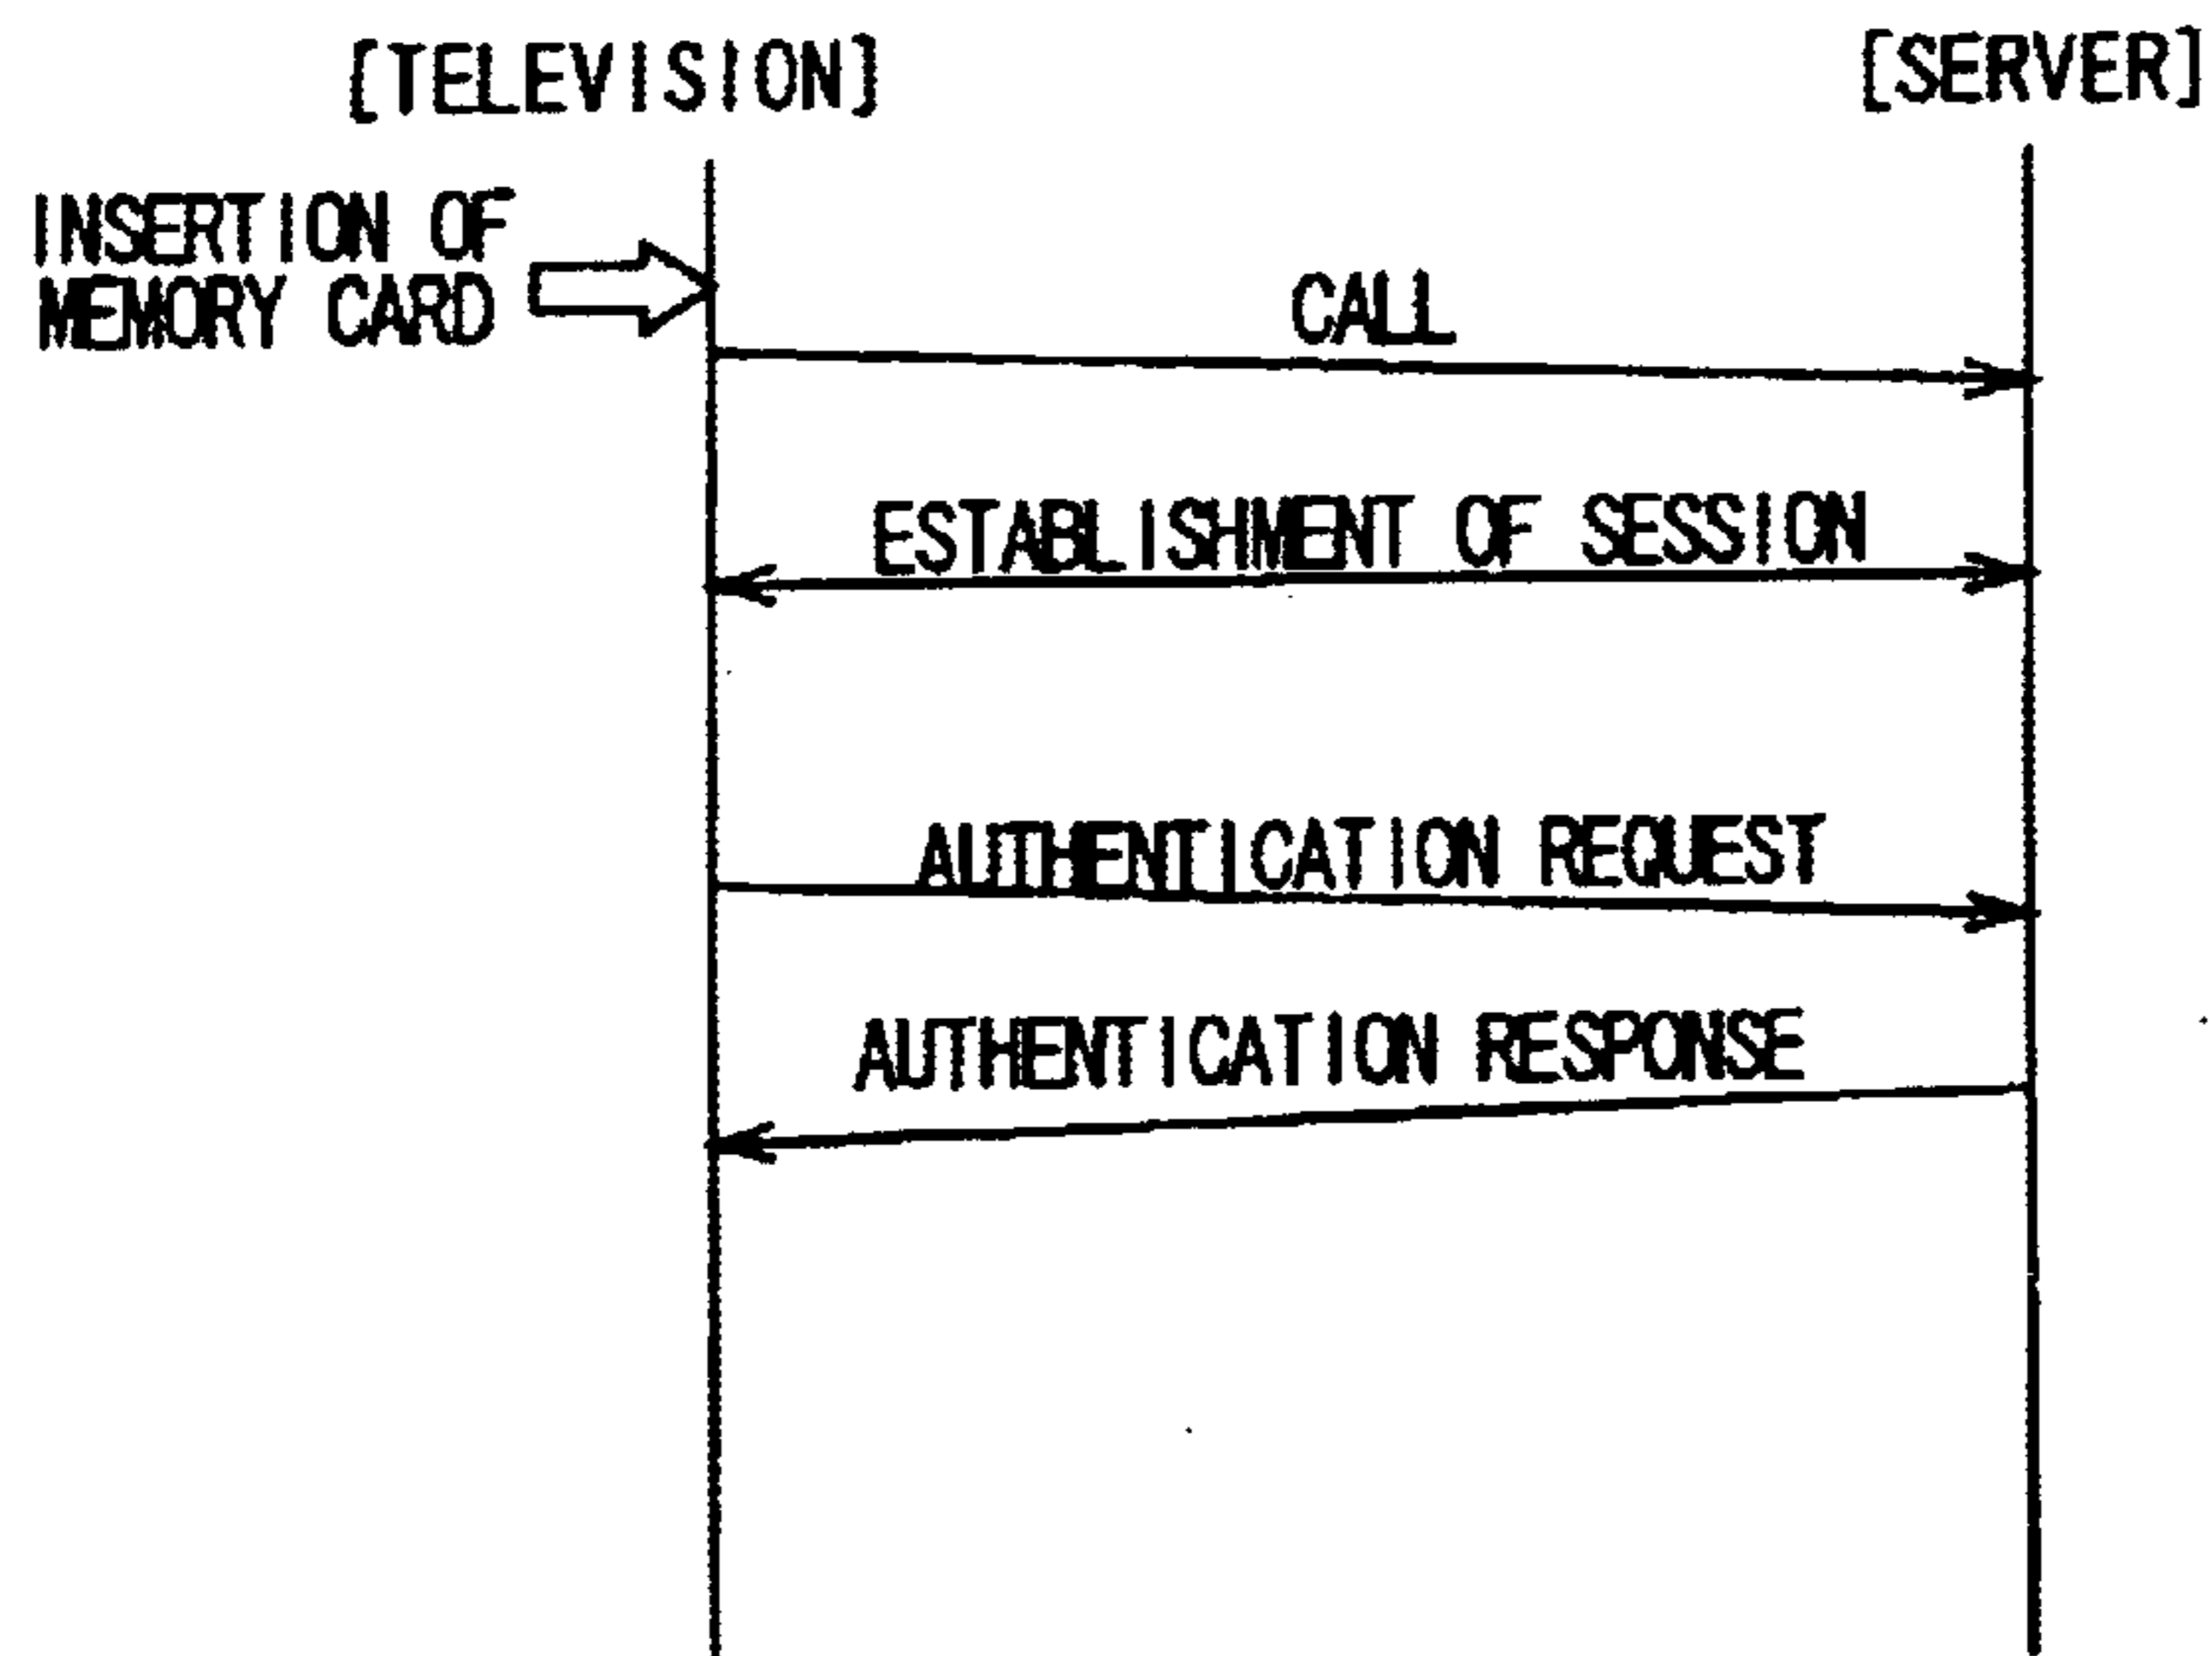 [TELEVISION] [SERVER]
INSERTION OF
MEMORY CARD
CALL
ESTABLISHMENT OF SESSION
AUTHENTICATION REQUEST
AUTHENTICATION RESPONSE